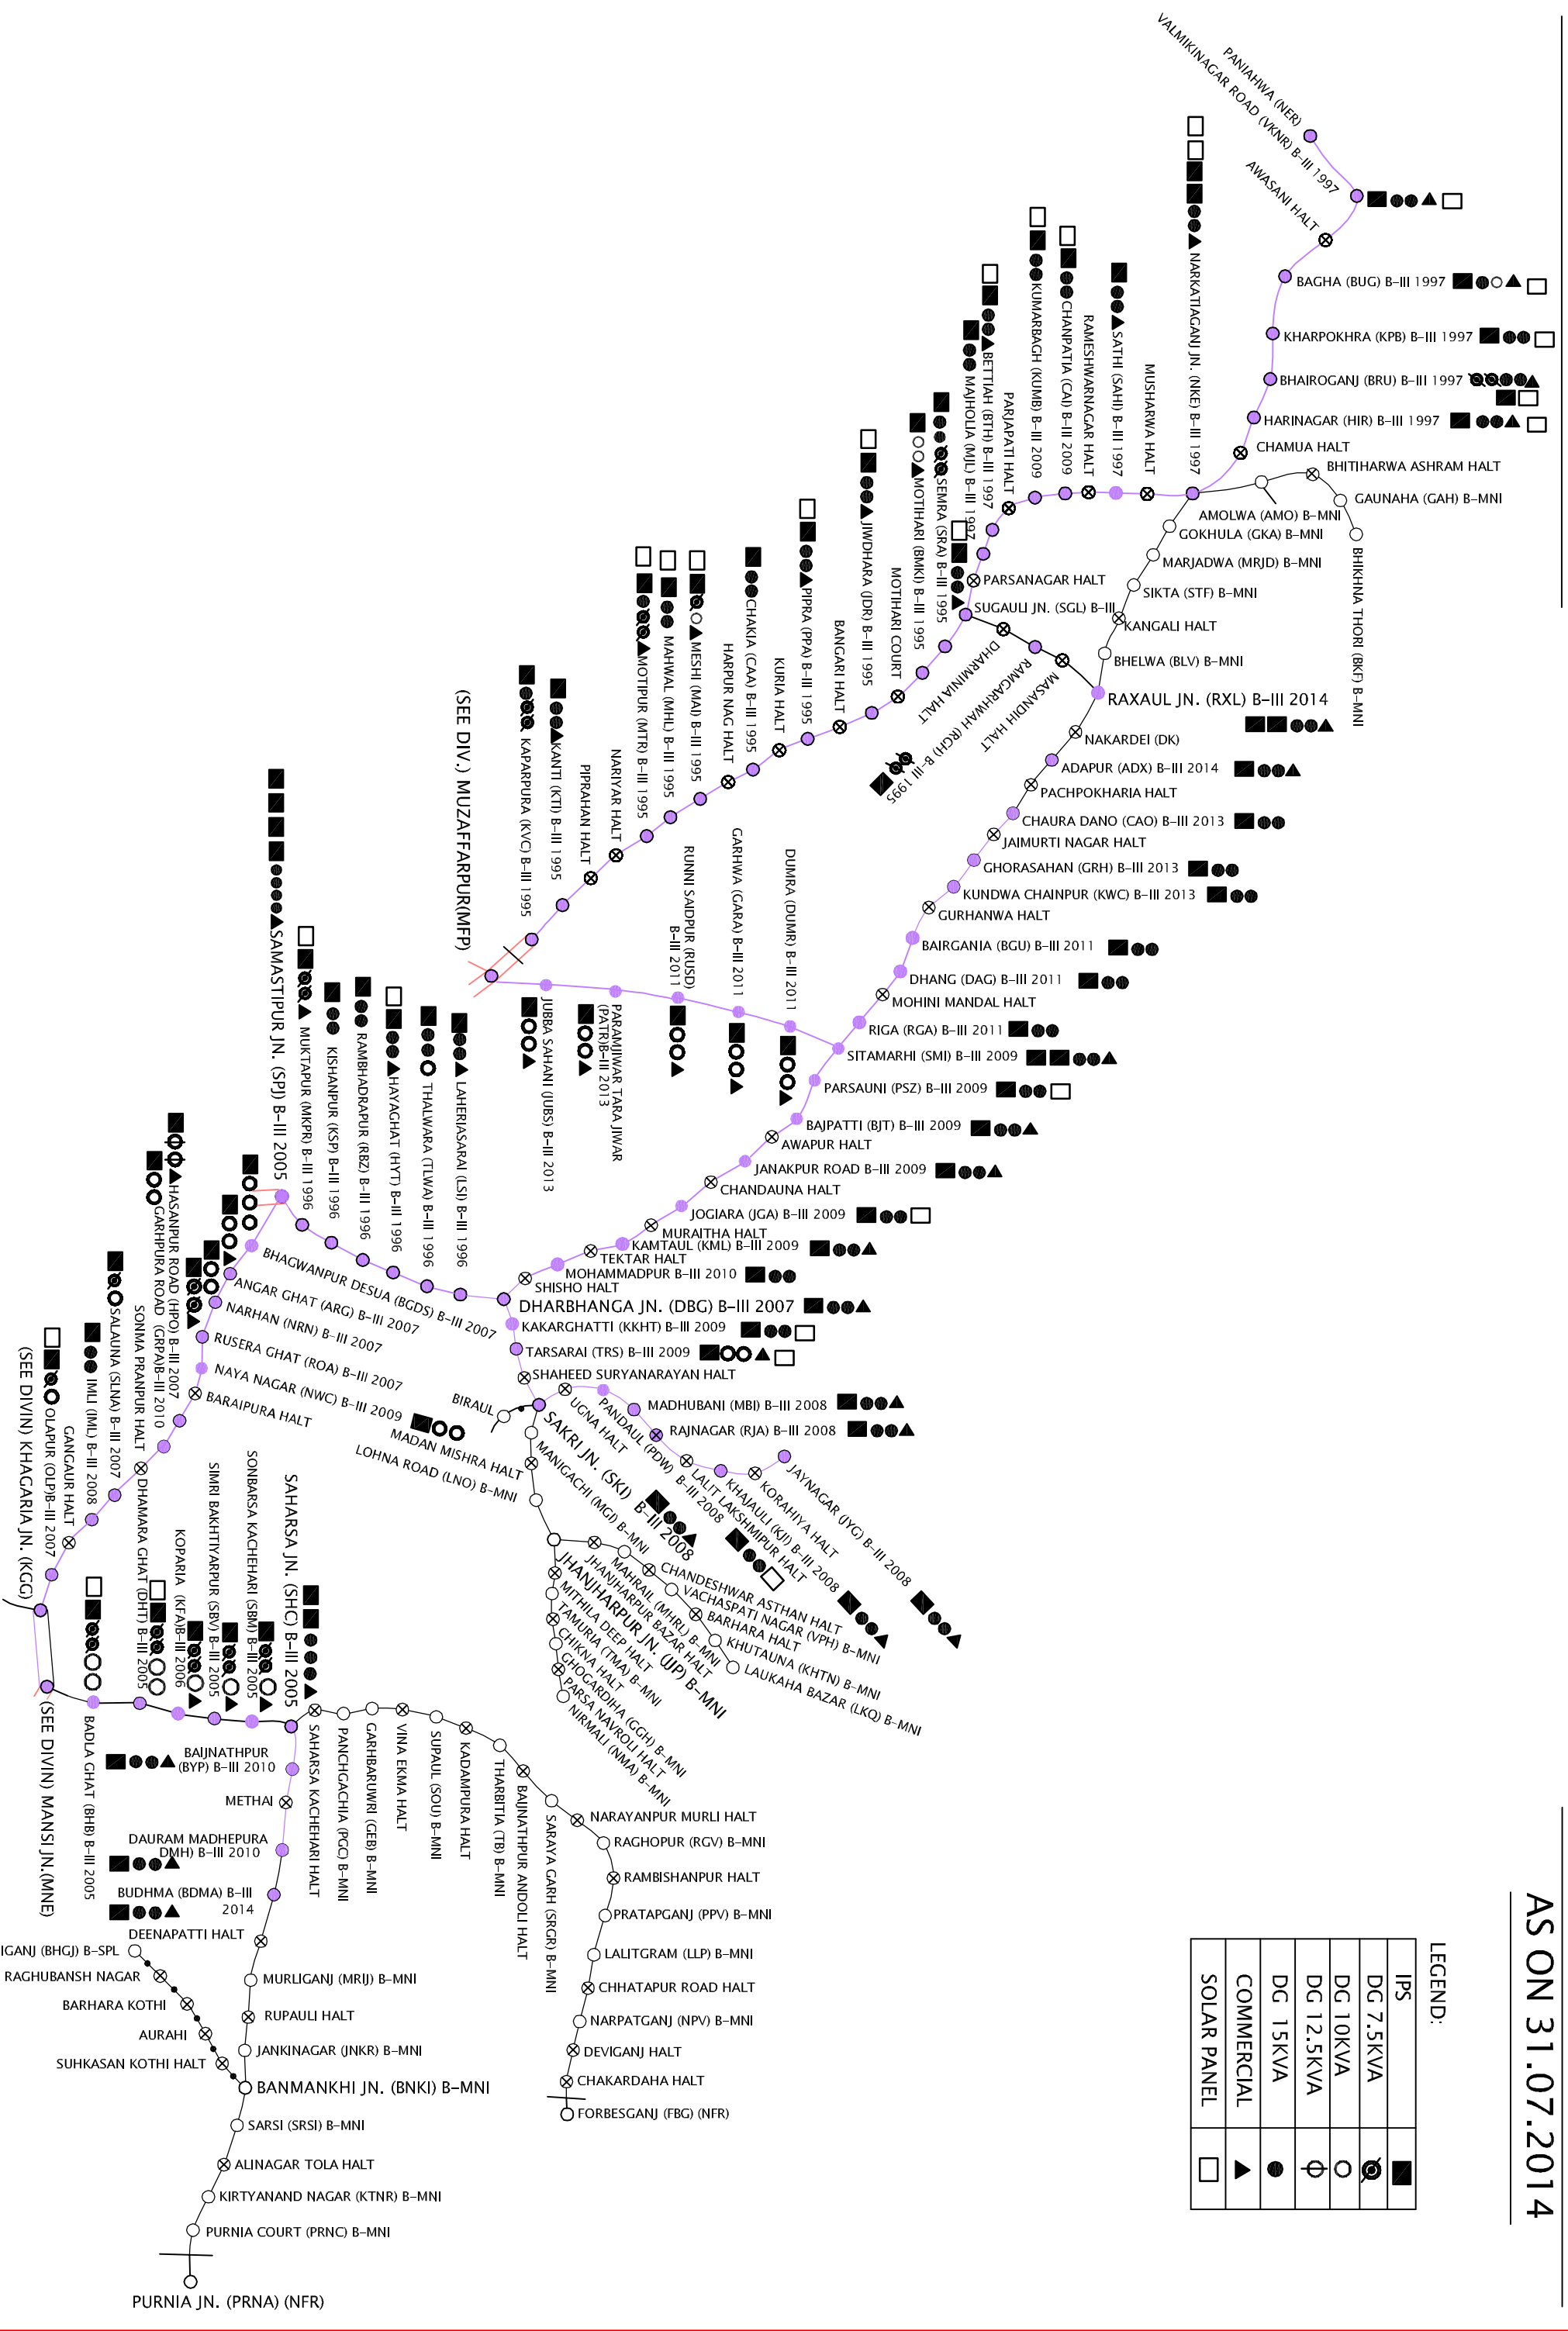 PANIAHWA (NER)
VALMIKINAGAR ROAD (VKNR) B-III 1997
AWASANI HALT
BAGHA (BUG) B-III 1997
KHARPOKHRA (KPB) B-III 1997
BHAIROGANJ (BRU) B-III 1997
HARINAGAR (HIR) B-III 1997
CHAMUA HALT
NARKATIAGANJ JN. (NKE) B-III 1997
BHITIHARWA ASHRAM HALT
GAUNAHA (GAH) B-MNI
AMOLWA (AMO) B-MNI
BHIKHNA THORI (BKF) B-MNI
GOKHULA (GKA) B-MNI
MARJADWA (MRJD) B-MNI
SIKTA (STF) B-MNI
KANGALI HALT
BHELWA (BLV) B-MNI
RAXAUL JN. (RXL) B-III 2014
MUSHARWA HALT
SATHI (SAHI) B-III 1997
RAMESHWARNAGAR HALT
CHANPATIA (CAI) B-III 2009
KUMARBAGH (KUMB) B-III 2009
PARJAPATI HALT
BETTIAH (BTH) B-III 1997
MAJHOLIA (MJL) B-III 1997
PARSANAGAR HALT
SUGAULI JN. (SGL) B-III
DHARMINIA HALT
RAMGARHWAH (RGH) B-III 1995
MASANDIH HALT
SEMRA (SRA) B-III 1995
MOTIHARI (BMKI) B-III 1995
MOTIHARI COURT
JIWDHARA (JDR) B-III 1995
BANGARI HALT
PIPRA (PPA) B-III 1995
KURIA HALT
CHAKIA (CAA) B-III 1995
HARPUR NAG HALT
MESHI (MAI) B-III 1995
MAHWAL (MHL) B-III 1995
MOTIPUR (MTR) B-III 1995
NARIYAR HALT
PIPRAHAN HALT
KANTI (KTI) B-III 1995
KAPARPURA (KVC) B-III 1995
(SEE DIV.) MUZAFFARPUR(MFP)
NAKARDEI (DK)
ADAPUR (ADX) B-III 2014
PACHPOKHARIA HALT
CHAURA DANO (CAO) B-III 2013
JAIMURTI NAGAR HALT
GHORASAHAN (GRH) B-III 2013
KUNDWA CHAINPUR (KWC) B-III 2013
GURHANWA HALT
BAIRGANIA (BGU) B-III 2011
DHANG (DAG) B-III 2011
MOHINI MANDAL HALT
RIGA (RGA) B-III 2011
SITAMARHI (SMI) B-III 2009
PARSAUNI (PSZ) B-III 2009
BAJPATTI (BJT) B-III 2009
AWAPUR HALT
JANAKPUR ROAD B-III 2009
CHANDAUNA HALT
JOGIARA (JGA) B-III 2009
MURAITHA HALT
KAMTAUL (KML) B-III 2009
TEKTAR HALT
MOHAMMADPUR B-III 2010
SHISHO HALT
DHARBHANGA JN. (DBG) B-III 2007
DUMRA (DUMR) B-III 2011
GARHWA (GARA) B-III 2011
RUNNI SAIDPUR (RUSD)
B-III 2011
PARAMJIWAR TARA JIWAR
(PATR)B-III 2013
JUBBA SAHANI (JUBS) B-III 2013
LAHERIASARAI (LSI) B-III 1996
THALWARA (TLWA) B-III 1996
HAYAGHAT (HYT) B-III 1996
RAMBHADRAPUR (RBZ) B-III 1996
KISHANPUR (KSP) B-III 1996
MUKTAPUR (MKPR) B-III 1996
SAMASTIPUR JN. (SPJ) B-III 2005
BHAGWANPUR DESUA (BGDS) B-III 2007
ANGAR GHAT (ARG) B-III 2007
NARHAN (NRN) B-III 2007
RUSERA GHAT (ROA) B-III 2007
NAYA NAGAR (NWC) B-III 2009
BARAIPURA HALT
HASANPUR ROAD (HPO) B-III 2007
GARHPURA ROAD (GRPA)B-III 2010
SONMA PRANPUR HALT
SALAUNA (SLNA) B-III 2007
IMLI (IML) B-III 2008
GANGAUR HALT
OLAPUR (OLP)B-III 2007
(SEE DIVIN) KHAGARIA JN. (KGG)
KAKARGHATTI (KKHT) B-III 2009
TARSARAI (TRS) B-III 2009
SHAHEED SURYANARAYAN HALT
BIRAUL
SAKRI JN. (SKI) B-III 2008
UGNA HALT
PANDAUL (PDW) B-III 2008
MADHUBANI (MBI) B-III 2008
RAJNAGAR (RJA) B-III 2008
LALIT LAKSHMIPUR HALT
KHAJAULI (KJI) B-III 2008
KORAHIYA HALT
JAYNAGAR (JYG) B-III 2008
MANIGACHI (MGI) B-MNI
MADAN MISHRA HALT
LOHNA ROAD (LNO) B-MNI
JHANJHARPUR JN. (JJP) B-MNI
JHANJHARPUR BAZAR HALT
MAHRAIL (MHRL) B-MNI
CHANDESHWAR ASTHAN HALT
VACHASPATI NAGAR (VPH) B-MNI
BARHARA HALT
KHUTAUNA (KHTN) B-MNI
LAUKAHA BAZAR (LKQ) B-MNI
MITHILA DEEP HALT
TAMURIA (TMA) B-MNI
CHIKNA HALT
GHOGARDIHA (GGH) B-MNI
PARSA NAVROLI HALT
NIRMALI (NMA) B-MNI
(SEE DIVIN) MANSI JN.(MNE)
BADLA GHAT (BHB) B-III 2005
DHAMARA GHAT (DHT) B-III 2005
KOPARIA (KFA)B-III 2006
SIMRI BAKHTIYARPUR (SBV) B-III 2005
SONBARSA KACHEHARI (SBM) B-III 2005
SAHARSA JN. (SHC) B-III 2005
SAHARSA KACHEHARI HALT
PANCHGACHIA (PGC) B-MNI
GARHBARUWRI (GEB) B-MNI
VINA EKMA HALT
SUPAUL (SOU) B-MNI
KADAMPURA HALT
THARBITIA (TB) B-MNI
BAIJNATHPUR ANDOLI HALT
SARAYA GARH (SRGR) B-MNI
NARAYANPUR MURLI HALT
RAGHOPUR (RGV) B-MNI
RAMBISHANPUR HALT
PRATAPGANJ (PPV) B-MNI
LALITGRAM (LLP) B-MNI
CHHATAPUR ROAD HALT
NARPATGANJ (NPV) B-MNI
DEVIGANJ HALT
CHAKARDAHA HALT
FORBESGANJ (FBG) (NFR)
BAIJNATHPUR
(BYP) B-III 2010
METHAI
DAURAM MADHEPURA
DMH) B-III 2010
BUDHMA (BDMA) B-III
2014
DEENAPATTI HALT
IGANJ (BHGJ) B-SPL
RAGHUBANSH NAGAR
BARHARA KOTHI
AURAHI
SUHKASAN KOTHI HALT
MURLIGANJ (MRIJ) B-MNI
RUPAULI HALT
JANKINAGAR (JNKR) B-MNI
BANMANKHI JN. (BNKI) B-MNI
SARSI (SRSI) B-MNI
ALINAGAR TOLA HALT
KIRTYANAND NAGAR (KTNR) B-MNI
PURNIA COURT (PRNC) B-MNI
PURNIA JN. (PRNA) (NFR)
AS ON 31.07.2014
LEGEND:
IPS
DG 7.5KVA
DG 10KVA
DG 12.5KVA
DG 15KVA
COMMERCIAL
SOLAR PANEL